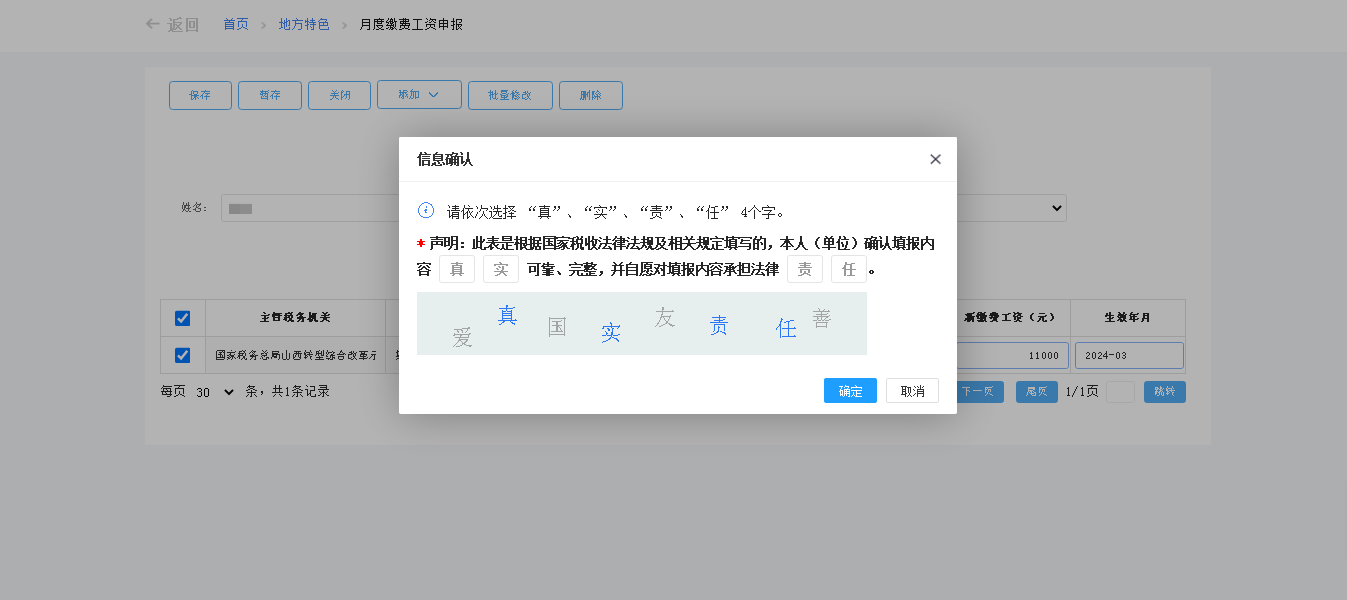 返回 首页 地方特色 月度缴费工资申报
保存 暂存 关闭 添加 批量修改 删除
信息确认
姓名：
请依次选择 “真”、“实”、“责”、“任” 4个字。
* 声明：此表是根据国家税收法律法规及相关规定填写的，本人（单位）确认填报内
容 真 实 可靠、完整，并自愿对填报内容承担法律 责 任 。
爱 真 国 实 友 责 任 善
主管税务机关 新缴费工资（元） 生效年月
国家税务总局山西转型综合改革示 11000 2024-03
每页 30 条，共1条记录 下一页 尾页 1/1页 跳转
确定 取消